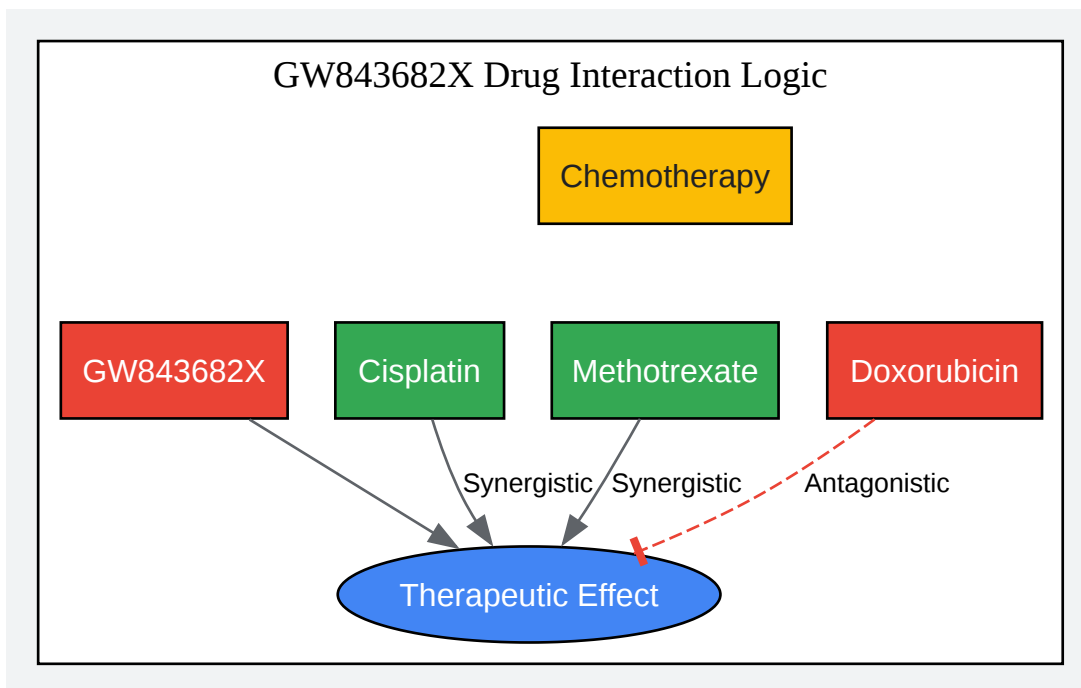 GW843682X Drug Interaction Logic
Chemotherapy
GW843682X
Cisplatin
Methotrexate
Doxorubicin
Synergistic
Synergistic
Antagonistic
Therapeutic Effect